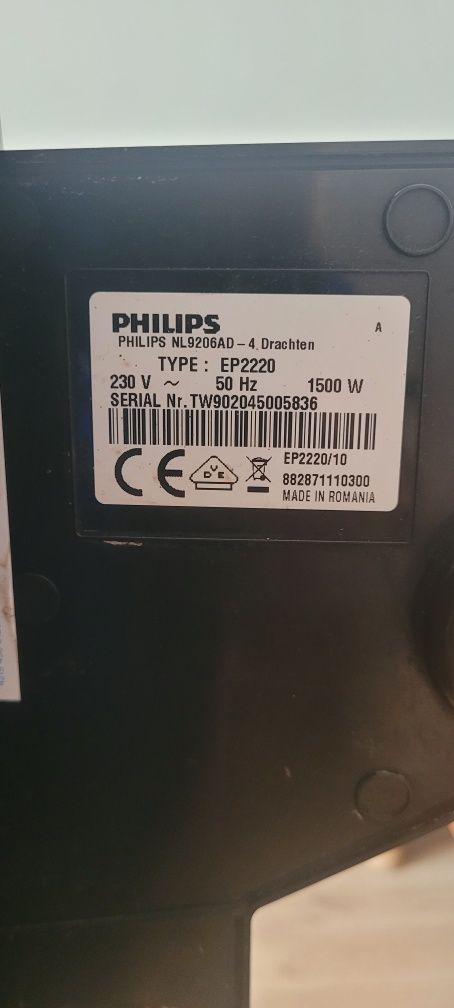 PHILIPS
A
PHILIPS NL9206AD-4, Drachten
TYPE : EP2220
230 V ~ 50 Hz 1500 W
SERIAL Nr. TW902045005836
CE
VDE
EP2220/10
882871110300
MADE IN ROMANIA